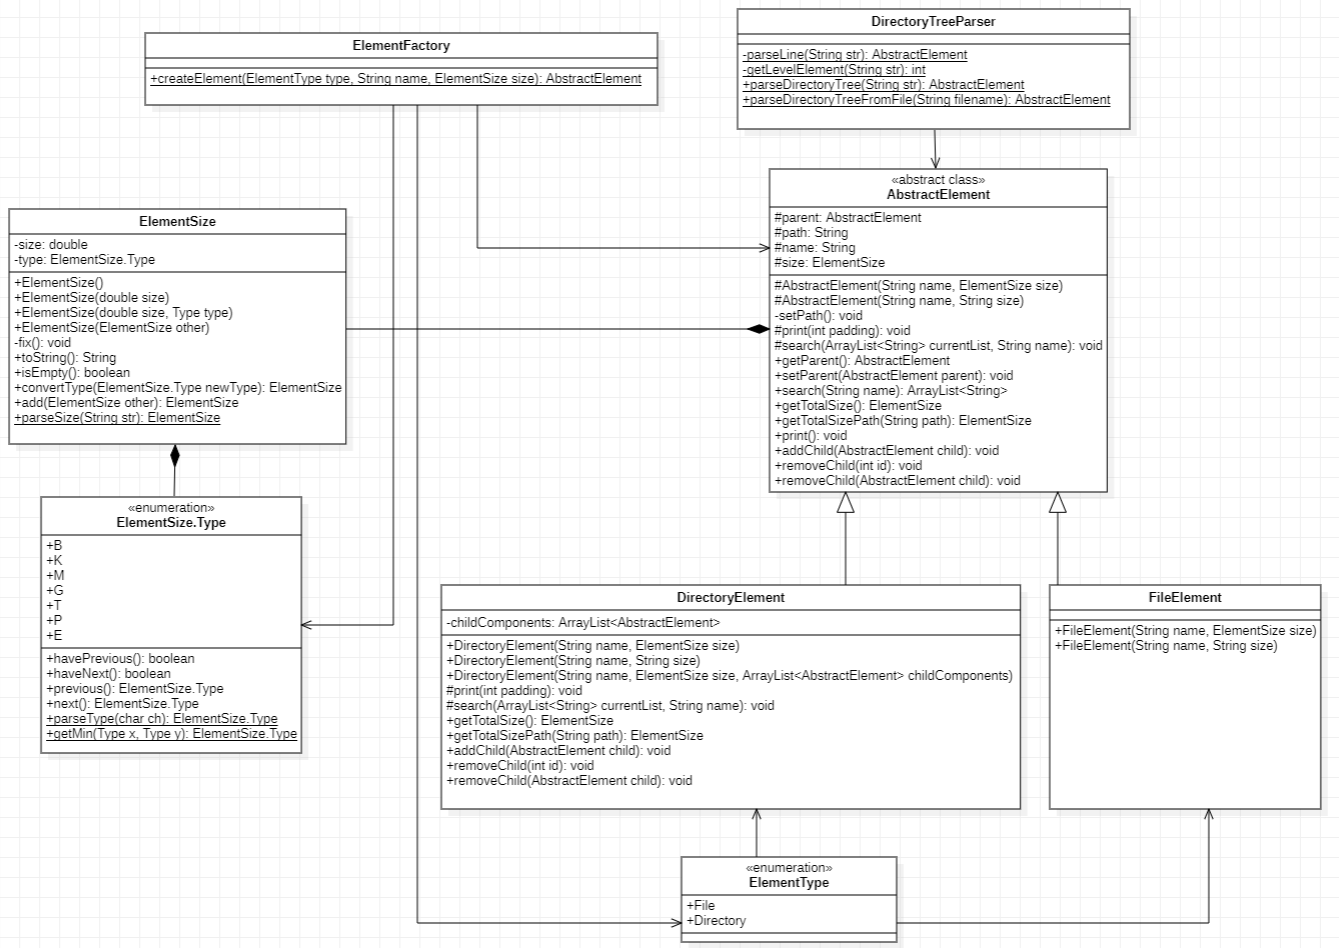 ElementFactory
+createElement(ElementType type, String name, ElementSize size): AbstractElement
DirectoryTreeParser
-parseLine(String str): AbstractElement
-getLevelElement(String str): int
+parseDirectoryTree(String str): AbstractElement
+parseDirectoryTreeFromFile(String filename): AbstractElement
«abstract class»
AbstractElement
#parent: AbstractElement
#path: String
#name: String
#size: ElementSize
#AbstractElement(String name, ElementSize size)
#AbstractElement(String name, String size)
-setPath(): void
#print(int padding): void
#search(ArrayList<String> currentList, String name): void
+getParent(): AbstractElement
+setParent(AbstractElement parent): void
+search(String name): ArrayList<String>
+getTotalSize(): ElementSize
+getTotalSizePath(String path): ElementSize
+print(): void
+addChild(AbstractElement child): void
+removeChild(int id): void
+removeChild(AbstractElement child): void
ElementSize
-size: double
-type: ElementSize.Type
+ElementSize()
+ElementSize(double size)
+ElementSize(double size, Type type)
+ElementSize(ElementSize other)
-fix(): void
+toString(): String
+isEmpty(): boolean
+convertType(ElementSize.Type newType): ElementSize
+add(ElementSize other): ElementSize
+parseSize(String str): ElementSize
«enumeration»
ElementSize.Type
+B
+K
+M
+G
+T
+P
+E
+havePrevious(): boolean
+haveNext(): boolean
+previous(): ElementSize.Type
+next(): ElementSize.Type
+parseType(char ch): ElementSize.Type
+getMin(Type x, Type y): ElementSize.Type
DirectoryElement
-childComponents: ArrayList<AbstractElement>
+DirectoryElement(String name, ElementSize size)
+DirectoryElement(String name, String size)
+DirectoryElement(String name, ElementSize size, ArrayList<AbstractElement> childComponents)
#print(int padding): void
#search(ArrayList<String> currentList, String name): void
+getTotalSize(): ElementSize
+getTotalSizePath(String path): ElementSize
+addChild(AbstractElement child): void
+removeChild(int id): void
+removeChild(AbstractElement child): void
FileElement
+FileElement(String name, ElementSize size)
+FileElement(String name, String size)
«enumeration»
ElementType
+File
+Directory